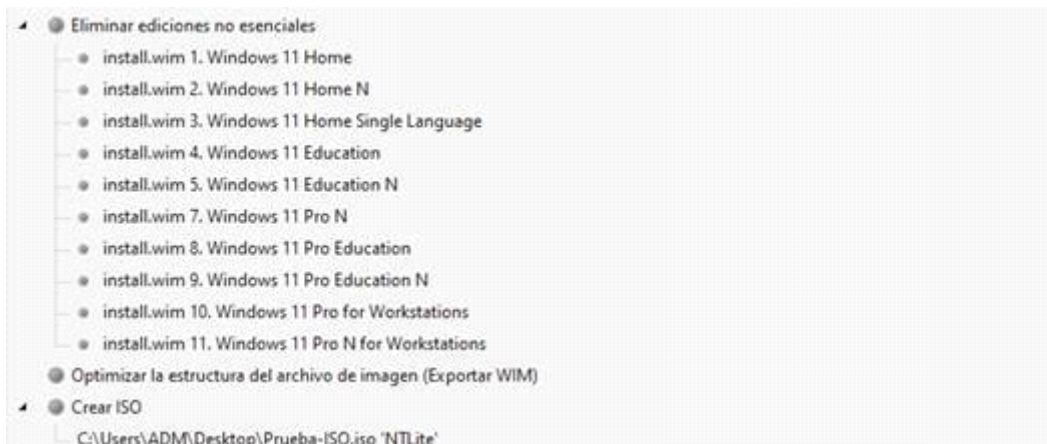 Eliminar ediciones no esenciales
install.wim 1. Windows 11 Home
install.wim 2. Windows 11 Home N
install.wim 3. Windows 11 Home Single Language
install.wim 4. Windows 11 Education
install.wim 5. Windows 11 Education N
install.wim 7. Windows 11 Pro N
install.wim 8. Windows 11 Pro Education
install.wim 9. Windows 11 Pro Education N
install.wim 10. Windows 11 Pro for Workstations
install.wim 11. Windows 11 Pro N for Workstations
Optimizar la estructura del archivo de imagen (Exportar WIM)
Crear ISO
C:\Users\ADM\Desktop\Prueba-ISO.iso 'NTLite'